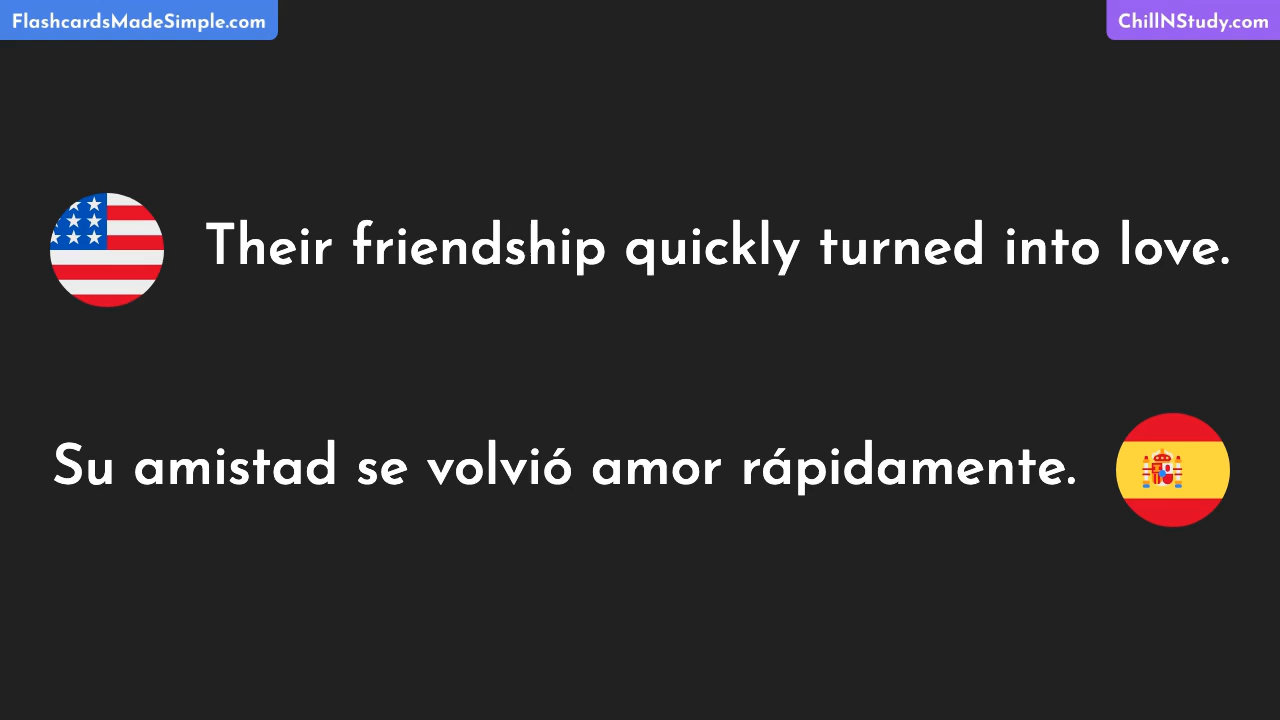 FlashcardsMadeSimple.com
ChillNStudy.com
Their friendship quickly turned into love.
Su amistad se volvió amor rápidamente.